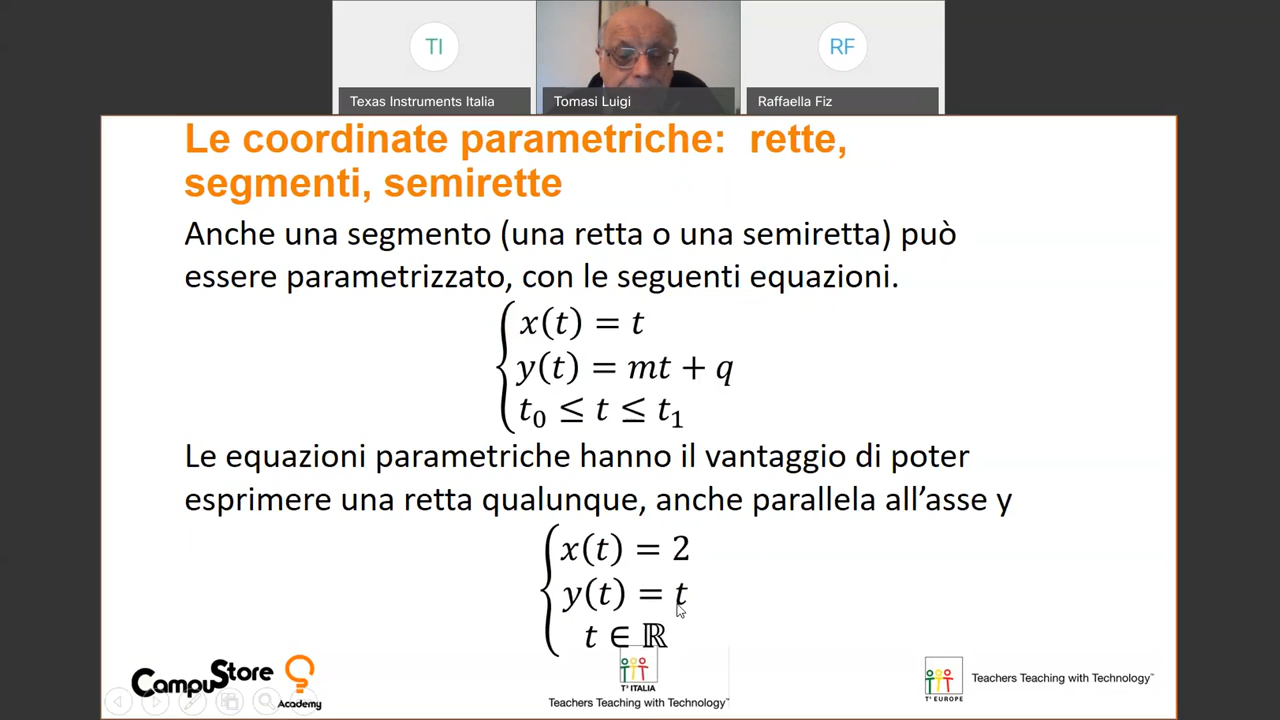 TI
RF
Texas Instruments Italia
Tomasi Luigi
Raffaella Fiz
Le coordinate parametriche: rette,
segmenti, semirette
Anche una segmento (una retta o una semiretta) può
essere parametrizzato, con le seguenti equazioni.
x(t) = t
y(t) = mt + q
t₀ ≤ t ≤ t₁
Le equazioni parametriche hanno il vantaggio di poter
esprimere una retta qualunque, anche parallela all’asse y
x(t) = 2
y(t) = t
t ∈ ℝ
CampuStore
Academy
T³ ITALIA
Teachers Teaching with Technology™
T³ EUROPE
Teachers Teaching with Technology™